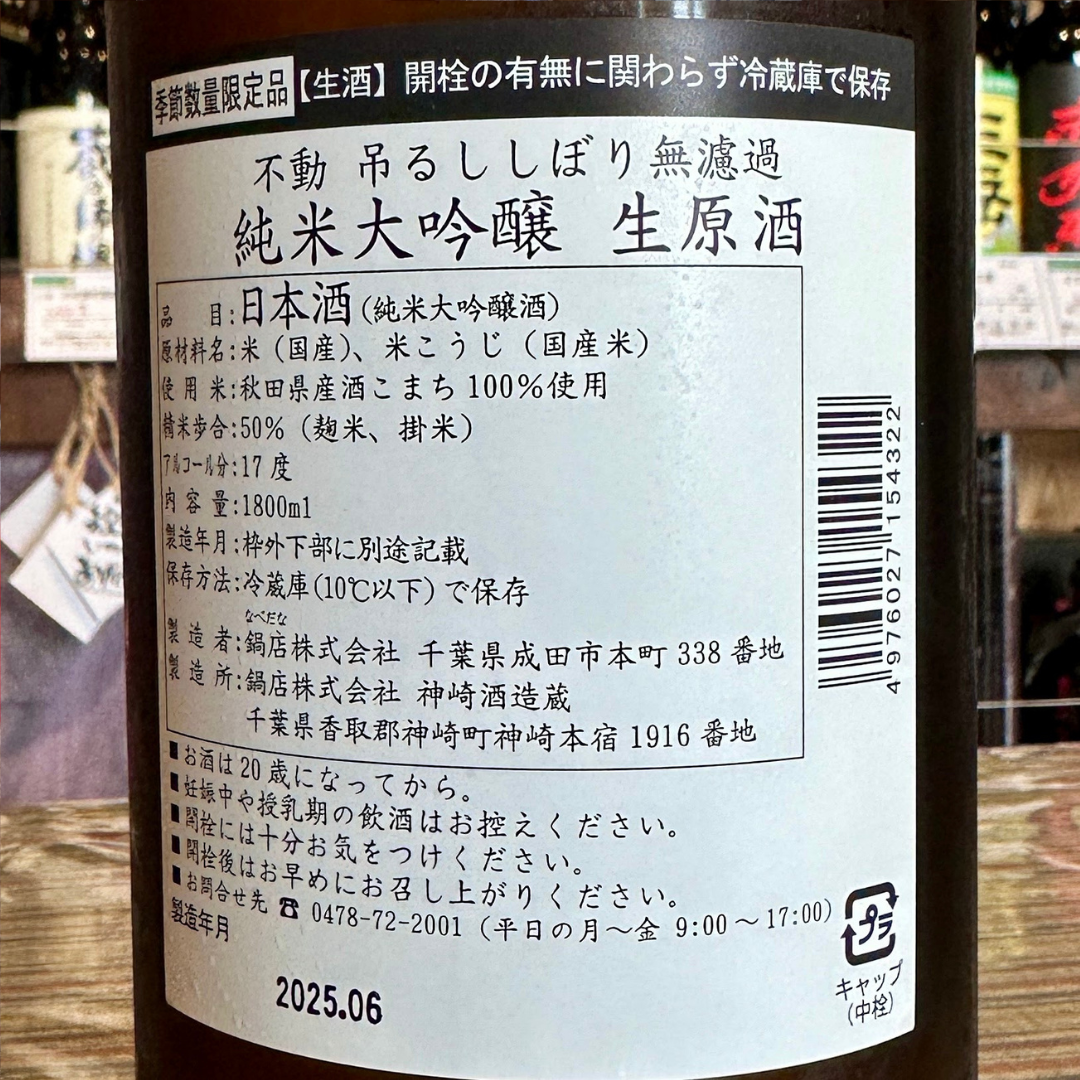 季節数量限定品【生酒】開栓の有無に関わらず冷蔵庫で保存
不動 吊るししぼり無濾過
純米大吟醸 生原酒
品目:日本酒(純米大吟醸酒)
原材料名:米(国産)、米こうじ(国産米)
使用米:秋田県産酒こまち100%使用
精米歩合:50%(麹米、掛米)
アルコール分:17度
内容量:1800ml
製造年月:枠外下部に別途記載
保存方法:冷蔵庫(10℃以下)で保存
なべだな
製造者:鍋店株式会社 千葉県成田市本町338番地
製造所:鍋店株式会社 神崎酒造蔵
千葉県香取郡神崎町神崎本宿1916番地
■お酒は20歳になってから。
■妊娠中や授乳期の飲酒はお控えください。
■開栓には十分お気をつけください。
■開栓後はお早めにお召し上がりください。
■お問合せ先 ☎ 0478-72-2001(平日の月～金 9:00～17:00)
製造年月
2025.06
4976027154322
プラ
キャップ
(中栓)